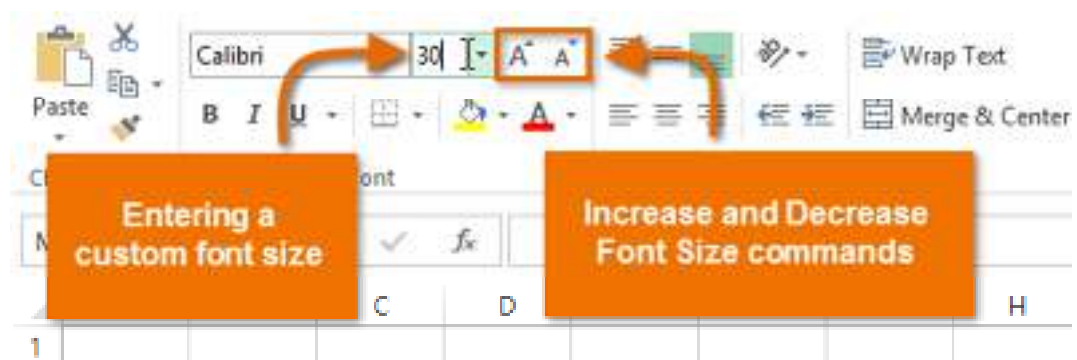 Calibri 30 A A Wrap Text
Paste B I U A Merge & Center
ont
Entering a
custom font size
Increase and Decrease
Font Size commands
fx
C D H
1